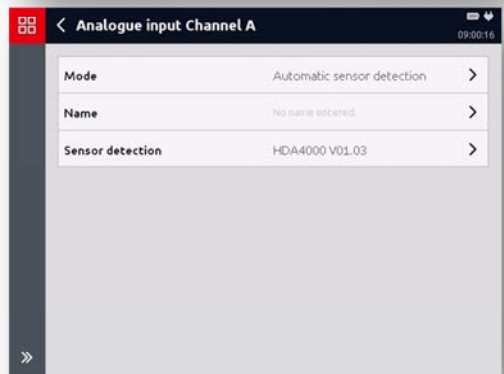 Analogue input Channel A
09:00:16
Mode Automatic sensor detection
Name No name entered
Sensor detection HDA4000 V01.03